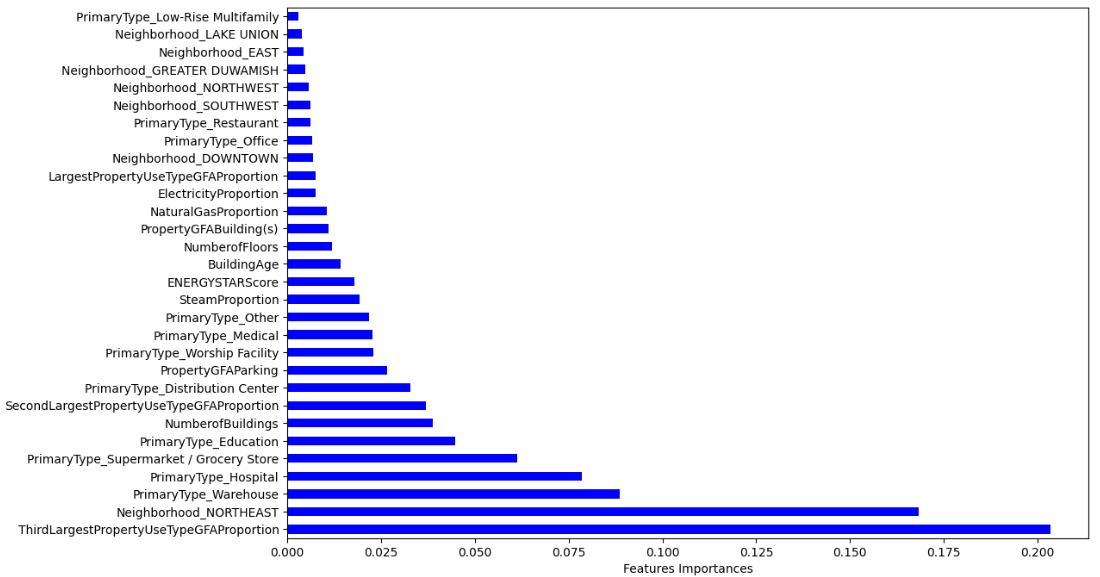 PrimaryType_Low-Rise Multifamily
Neighborhood_LAKE UNION
Neighborhood_EAST
Neighborhood_GREATER DUWAMISH
Neighborhood_NORTHWEST
Neighborhood_SOUTHWEST
PrimaryType_Restaurant
PrimaryType_Office
Neighborhood_DOWNTOWN
LargestPropertyUseTypeGFAProportion
ElectricityProportion
NaturalGasProportion
PropertyGFABuilding(s)
NumberofFloors
BuildingAge
ENERGYSTARScore
SteamProportion
PrimaryType_Other
PrimaryType_Medical
PrimaryType_Worship Facility
PropertyGFAParking
PrimaryType_Distribution Center
SecondLargestPropertyUseTypeGFAProportion
NumberofBuildings
PrimaryType_Education
PrimaryType_Supermarket / Grocery Store
PrimaryType_Hospital
PrimaryType_Warehouse
Neighborhood_NORTHEAST
ThirdLargestPropertyUseTypeGFAProportion
0.000 0.025 0.050 0.075 0.100 0.125 0.150 0.175 0.200
Features Importances